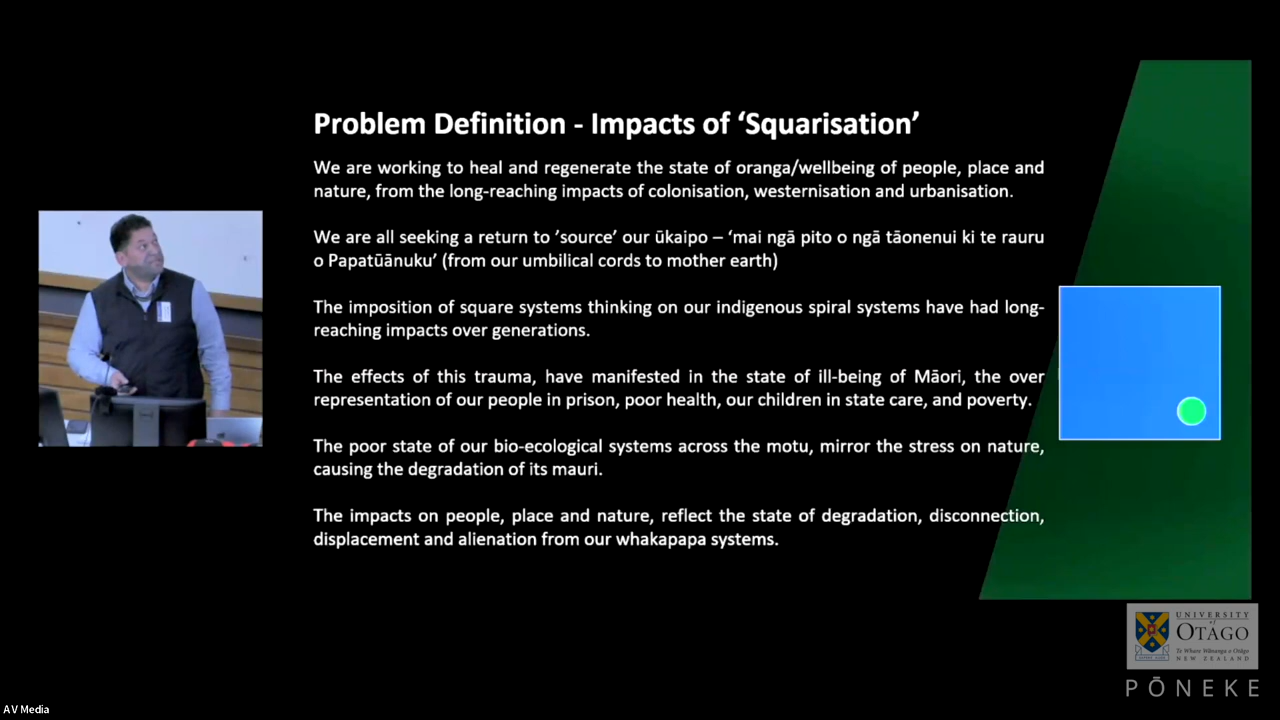 Problem Definition - Impacts of ‘Squarisation’
We are working to heal and regenerate the state of oranga/wellbeing of people, place and
nature, from the long-reaching impacts of colonisation, westernisation and urbanisation.
We are all seeking a return to ’source’ our ūkaipo – ‘mai ngā pito o ngā tāonenui ki te rauru
o Papatūānuku’ (from our umbilical cords to mother earth)
The imposition of square systems thinking on our indigenous spiral systems have had long-
reaching impacts over generations.
The effects of this trauma, have manifested in the state of ill-being of Māori, the over
representation of our people in prison, poor health, our children in state care, and poverty.
The poor state of our bio-ecological systems across the motu, mirror the stress on nature,
causing the degradation of its mauri.
The impacts on people, place and nature, reflect the state of degradation, disconnection,
displacement and alienation from our whakapapa systems.
UNIVERSITY
of
OTAGO
Te Whare Wānanga o Otāgo
NEW ZEALAND
PŌNEKE
AV Media